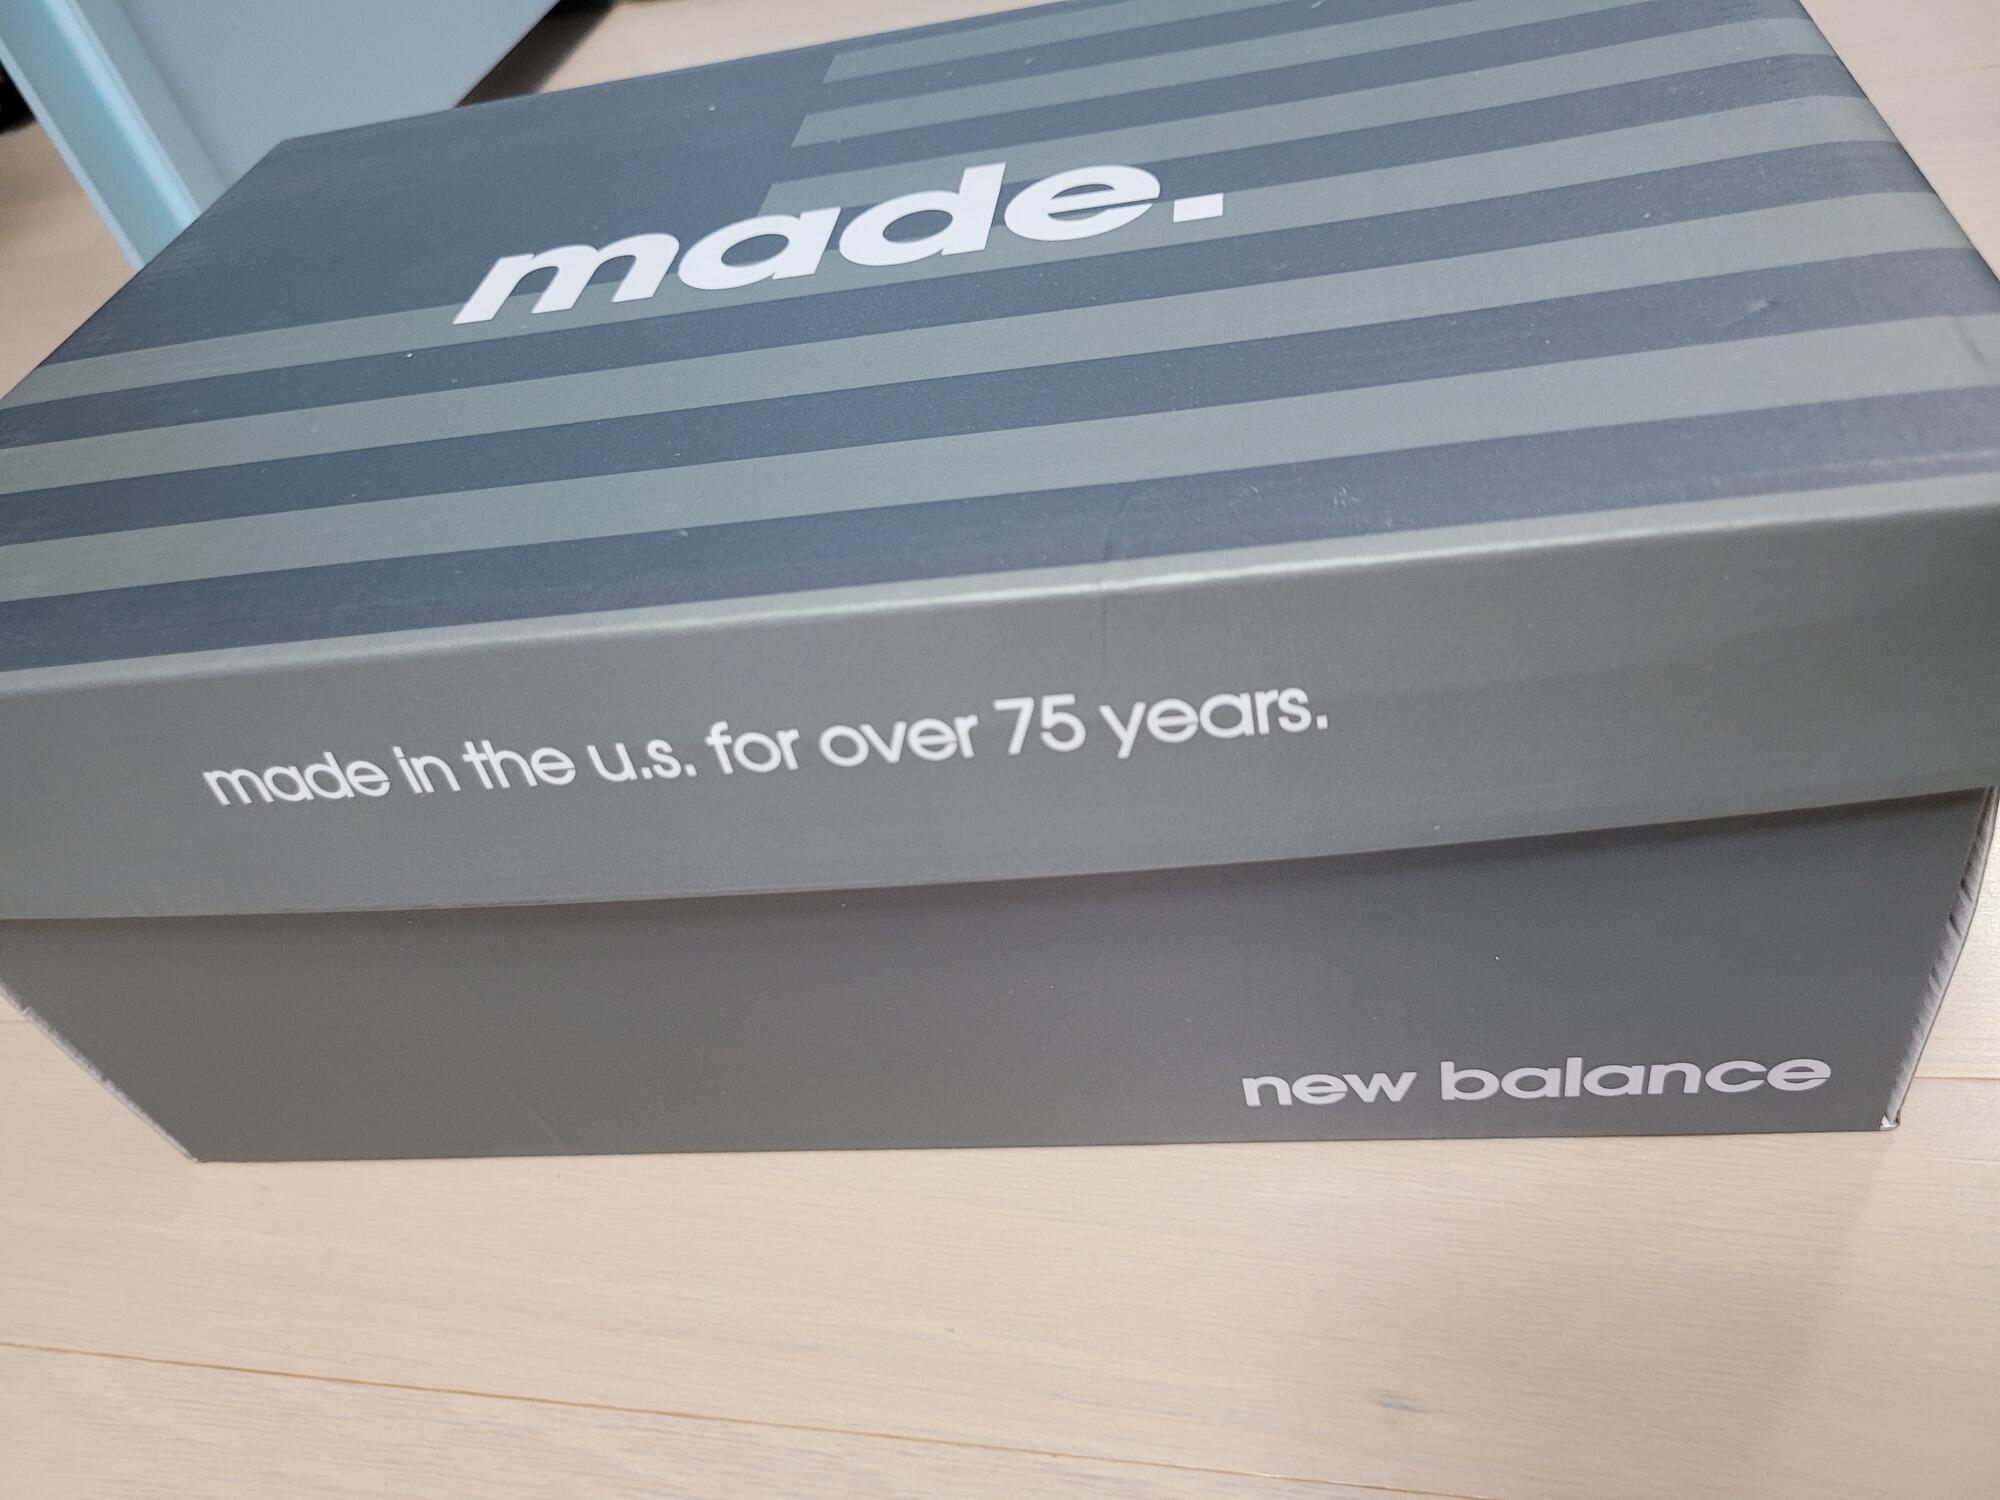 made.
made in the u.s. for over 75 years.
new balance